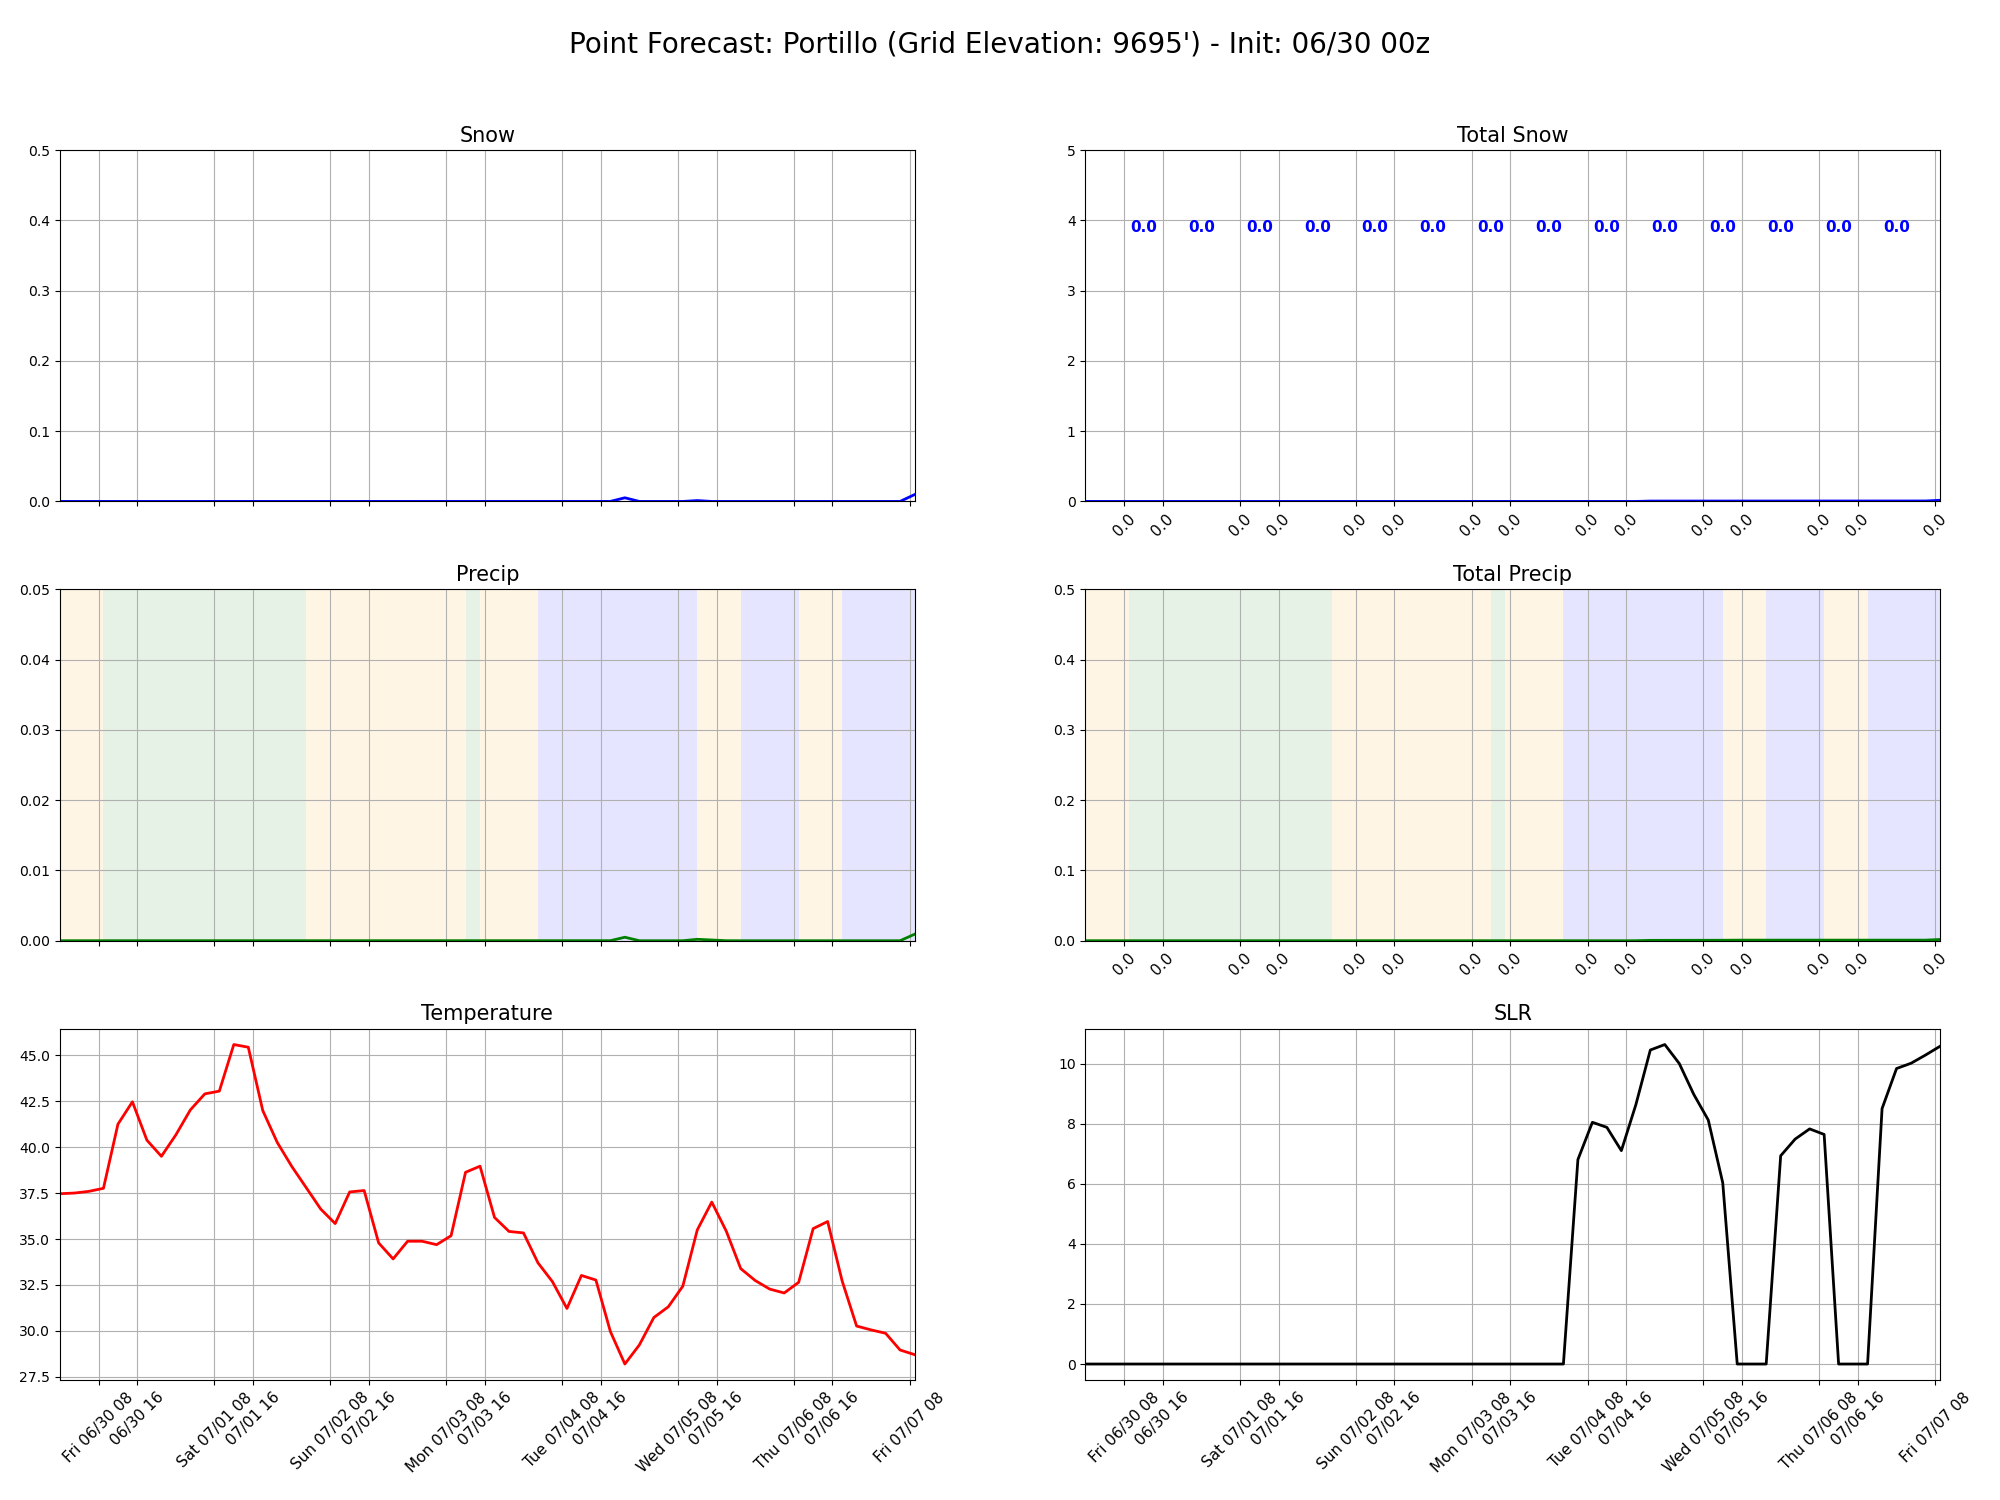 Point Forecast: Portillo (Grid Elevation: 9695') - Init: 06/30 00z
Snow
0.5
0.4
0.3
0.2
0.1
0.0
Total Snow
5
4
3
2
1
0
0.0 0.0 0.0 0.0 0.0 0.0 0.0 0.0 0.0 0.0 0.0 0.0 0.0 0.0
0.0 0.0 0.0 0.0 0.0 0.0 0.0 0.0 0.0 0.0 0.0 0.0 0.0 0.0 0.0
Precip
0.05
0.04
0.03
0.02
0.01
0.00
Total Precip
0.5
0.4
0.3
0.2
0.1
0.0
0.0 0.0 0.0 0.0 0.0 0.0 0.0 0.0 0.0 0.0 0.0 0.0 0.0 0.0 0.0
Temperature
45.0
42.5
40.0
37.5
35.0
32.5
30.0
27.5
Fri 06/30 08
06/30 16
Sat 07/01 08
07/01 16
Sun 07/02 08
07/02 16
Mon 07/03 08
07/03 16
Tue 07/04 08
07/04 16
Wed 07/05 08
07/05 16
Thu 07/06 08
07/06 16
Fri 07/07 08
SLR
10
8
6
4
2
0
Fri 06/30 08
06/30 16
Sat 07/01 08
07/01 16
Sun 07/02 08
07/02 16
Mon 07/03 08
07/03 16
Tue 07/04 08
07/04 16
Wed 07/05 08
07/05 16
Thu 07/06 08
07/06 16
Fri 07/07 08